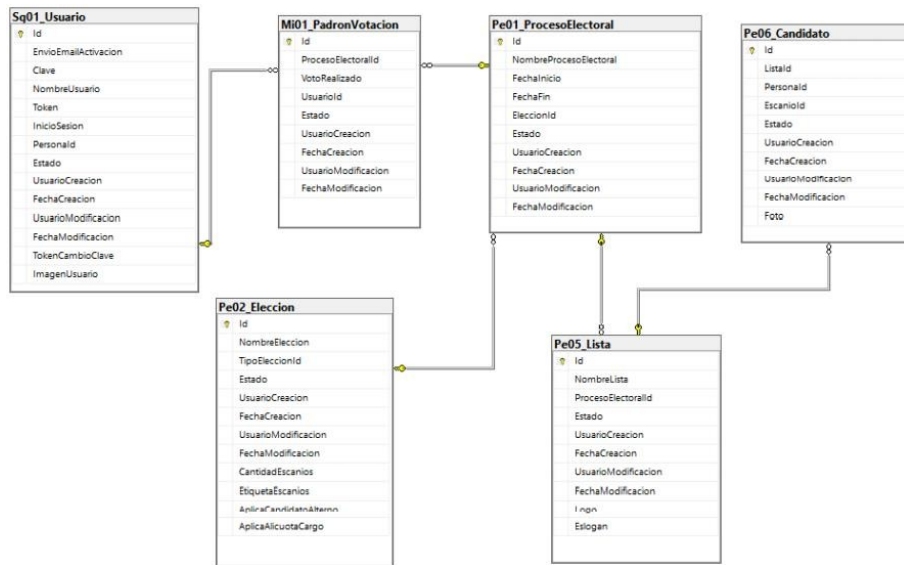 Sq01_Usuario
Id
EnvioEmailActivacion
Clave
NombreUsuario
Token
InicioSesion
PersonaId
Estado
UsuarioCreacion
FechaCreacion
UsuarioModificacion
FechaModificacion
TokenCambioClave
ImagenUsuario
Mi01_PadronVotacion
Id
ProcesoElectoralId
VotoRealizado
UsuarioId
Estado
UsuarioCreacion
FechaCreacion
UsuarioModificacion
FechaModificacion
Pe01_ProcesoElectoral
Id
NombreProcesoElectoral
FechaInicio
FechaFin
EleccionId
Estado
UsuarioCreacion
FechaCreacion
UsuarioModificacion
FechaModificacion
Pe06_Candidato
Id
ListaId
PersonaId
EscanioId
Estado
UsuarioCreacion
FechaCreacion
UsuarioModificacion
FechaModificacion
Foto
Pe02_Eleccion
Id
NombreEleccion
TipoEleccionId
Estado
UsuarioCreacion
FechaCreacion
UsuarioModificacion
FechaModificacion
CantidadEscanios
EtiquetaEscanios
AplicaCandidatoAlterno
AplicaAlicuotaCargo
Pe05_Lista
Id
NombreLista
ProcesoElectoralId
Estado
UsuarioCreacion
FechaCreacion
UsuarioModificacion
FechaModificacion
Logo
Eslogan